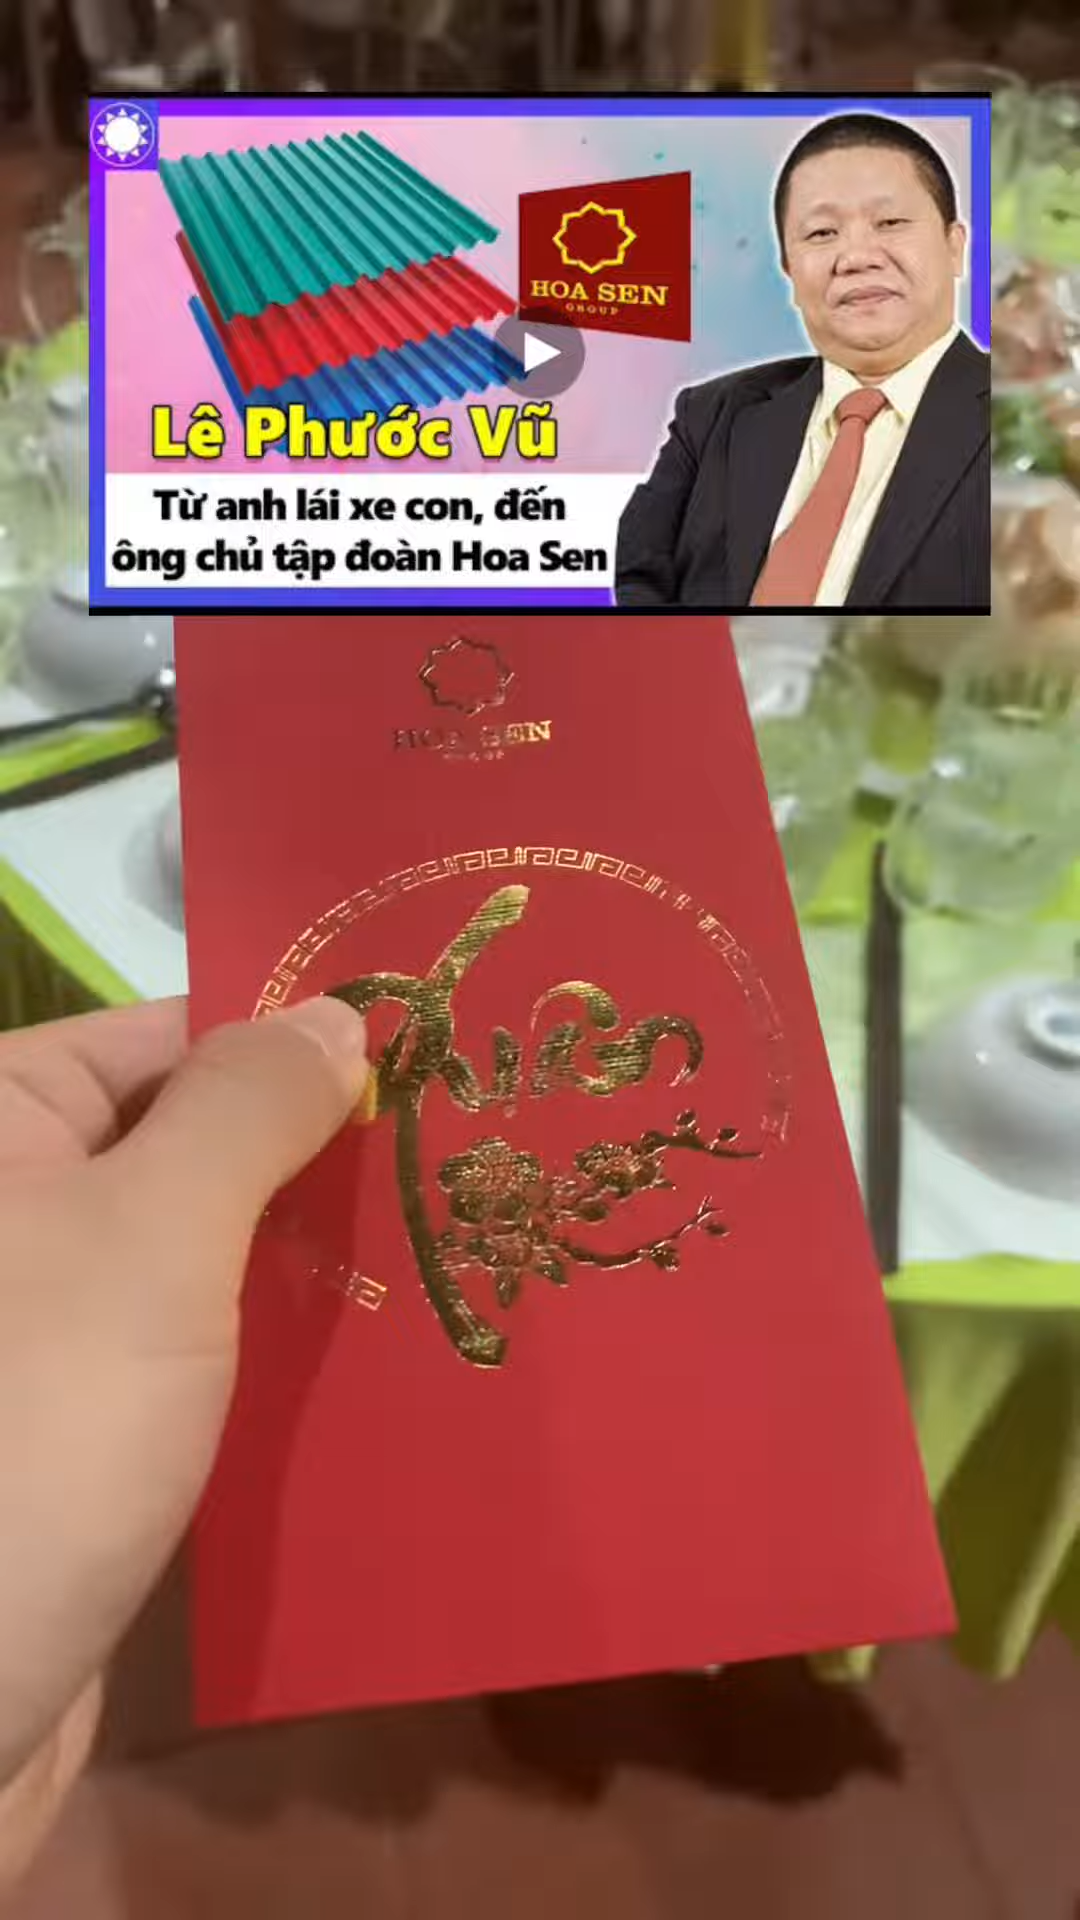 HOA SEN
GROUP
Lê Phước Vũ
Từ anh lái xe con, đến
ông chủ tập đoàn Hoa Sen
HOA SEN
GROUP
Xuân